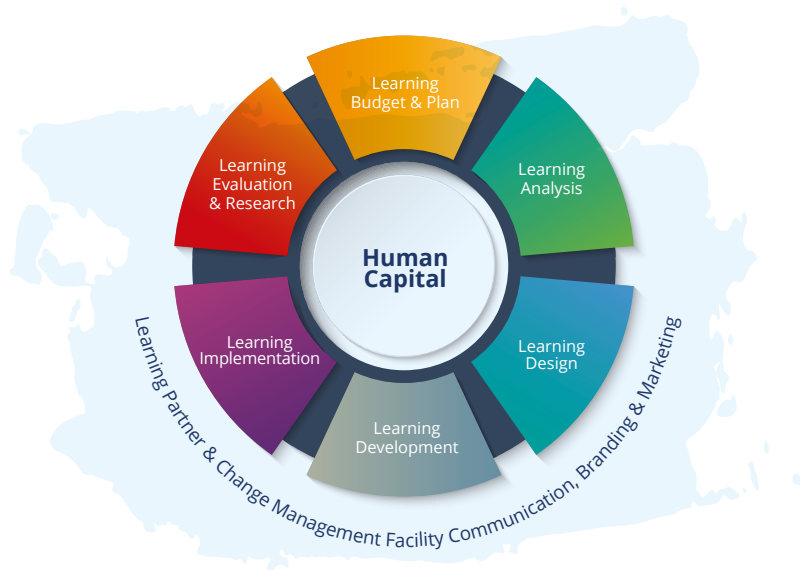 Learning
Budget & Plan
Learning
Analysis
Learning
Design
Learning
Development
Learning
Implementation
Learning
Evaluation
& Research
Human
Capital
Learning Partner & Change Management Facility Communication, Branding & Marketing